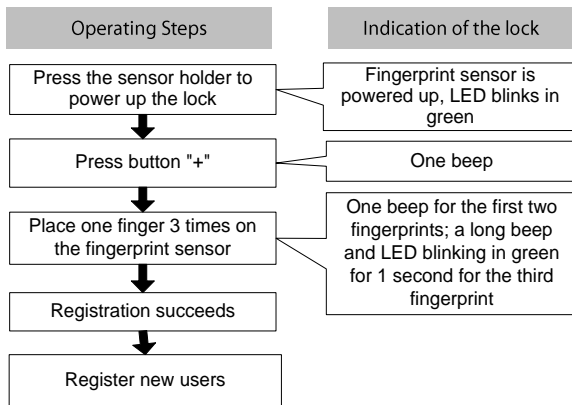 Operating Steps
Indication of the lock
Press the sensor holder to
power up the lock
Fingerprint sensor is
powered up, LED blinks in
green
Press button "+"
One beep
Place one finger 3 times on
the fingerprint sensor
One beep for the first two
fingerprints; a long beep
and LED blinking in green
for 1 second for the third
fingerprint
Registration succeeds
Register new users